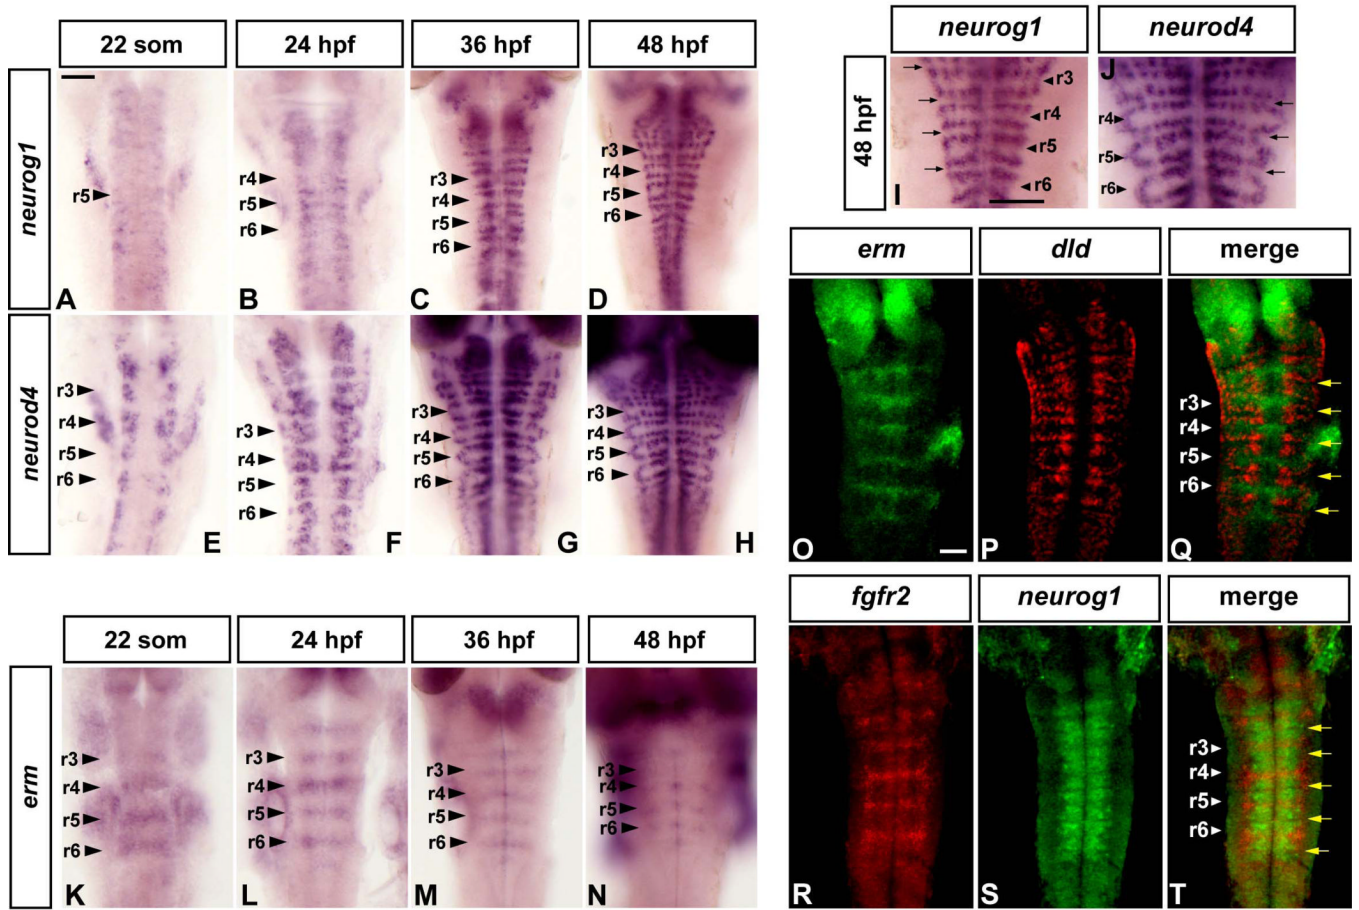 22 som 24 hpf 36 hpf 48 hpf
neurog1
r5
A
r4
r5
r6
B
r3
r4
r5
r6
C
r3
r4
r5
r6
D
neurod4
r3
r4
r5
r6
E
r3
r4
r5
r6
F
r3
r4
r5
r6
G
r3
r4
r5
r6
H
22 som 24 hpf 36 hpf 48 hpf
erm
r3
r4
r5
r6
K
r3
r4
r5
r6
L
r3
r4
r5
r6
M
r3
r4
r5
r6
N
neurog1 neurod4
48 hpf
r3
r4
r5
r6
I
J
r4
r5
r6
erm dld merge
O
P
r3
r4
r5
r6
Q
fgfr2 neurog1 merge
R
S
r3
r4
r5
r6
T